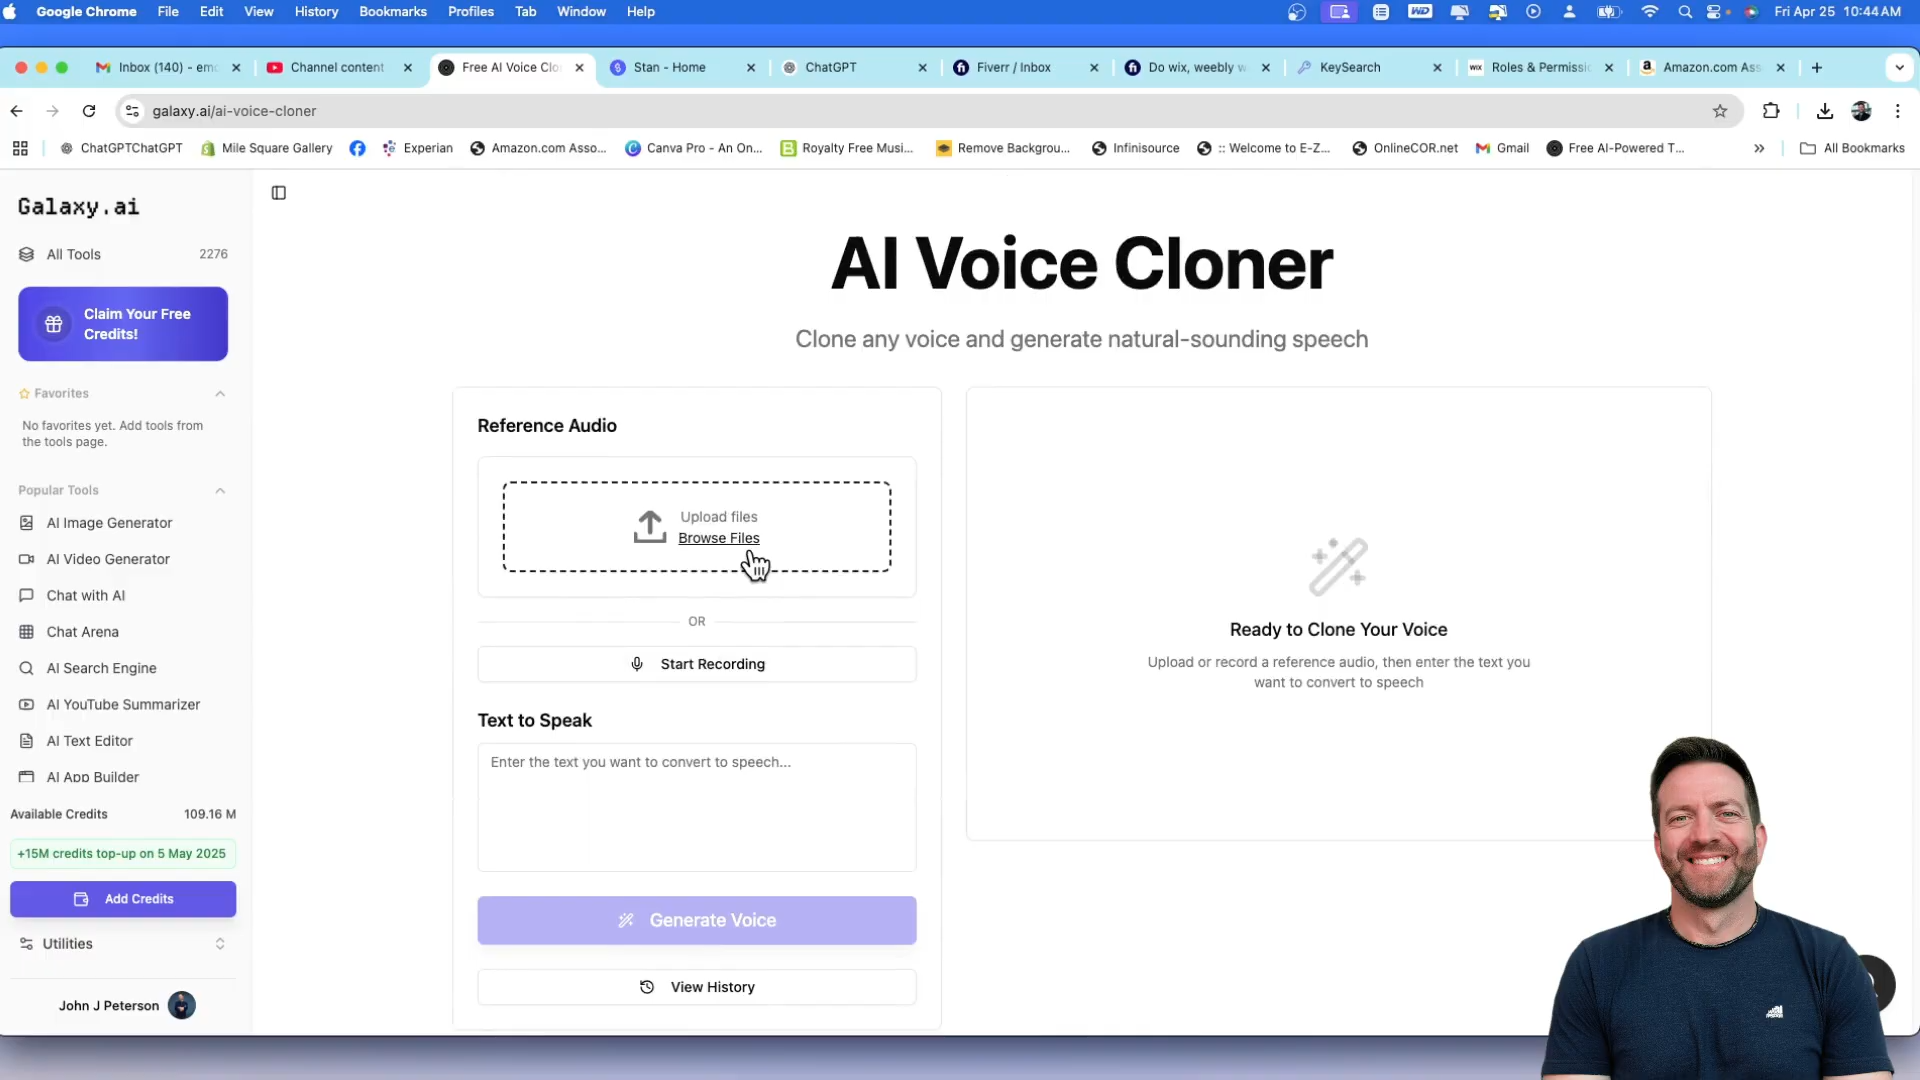 Google Chrome File Edit View History Bookmarks Profiles Tab Window Help WD Fri Apr 25 10:44 AM
Inbox (140) - emc Channel content Free AI Voice Clo Stan - Home ChatGPT Fiverr / Inbox Do wix, weebly w KeySearch WIX Roles & Permissio Amazon.com Ass
galaxy.ai/ai-voice-cloner
ChatGPTChatGPT Mile Square Gallery Experian Amazon.com Asso... Canva Pro - An On... Royalty Free Musi... Remove Backgrou... Infinisource :: Welcome to E-Z... OnlineCOR.net Gmail Free AI-Powered T... All Bookmarks
Galaxy.ai
All Tools 2276
Claim Your Free
Credits!
Favorites
No favorites yet. Add tools from
the tools page.
Popular Tools
AI Image Generator
AI Video Generator
Chat with AI
Chat Arena
AI Search Engine
AI YouTube Summarizer
AI Text Editor
AI App Builder
Available Credits 109.16 M
+15M credits top-up on 5 May 2025
Add Credits
Utilities
John J Peterson
AI Voice Cloner
Clone any voice and generate natural-sounding speech
Reference Audio
Upload files
Browse Files
OR
Start Recording
Text to Speak
Enter the text you want to convert to speech...
Generate Voice
View History
Ready to Clone Your Voice
Upload or record a reference audio, then enter the text you
want to convert to speech